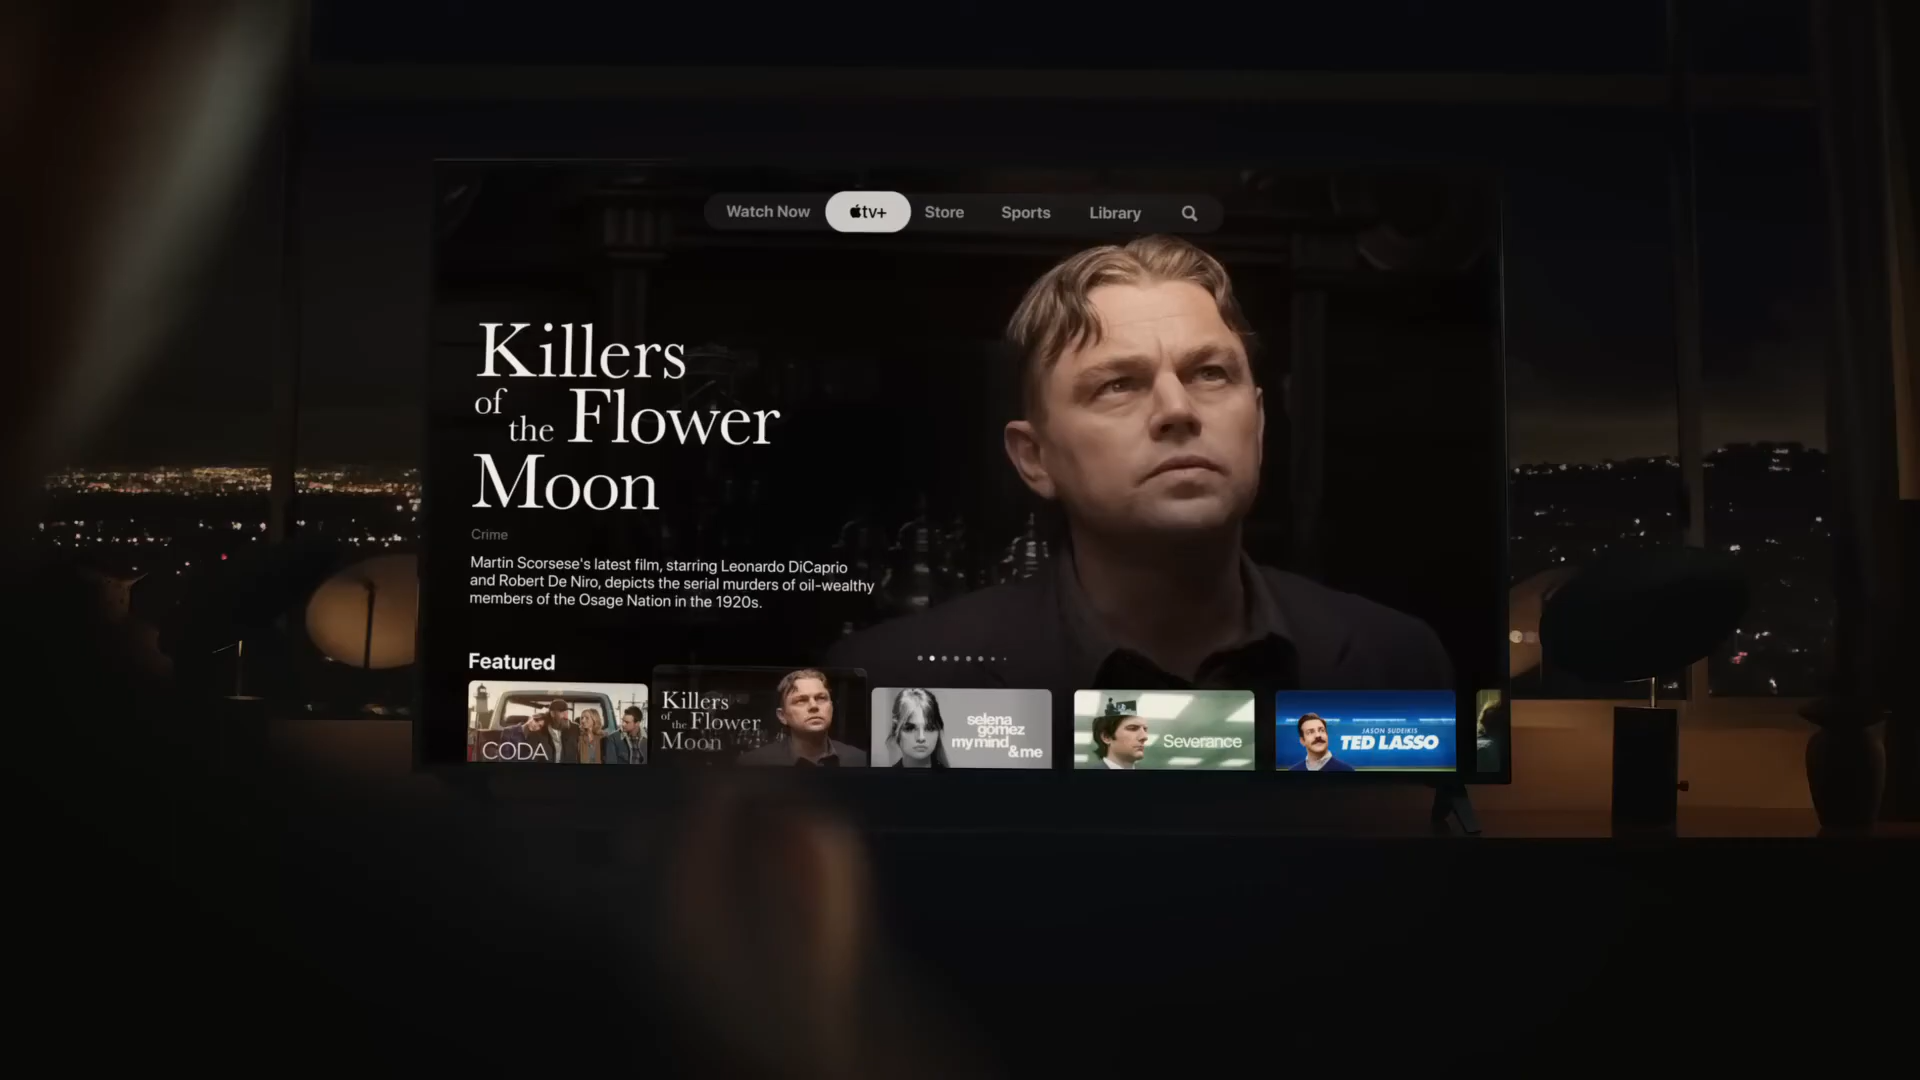 Watch Now
tv+
Store
Sports
Library
Killers
of
the Flower
Moon
Crime
Martin Scorsese's latest film, starring Leonardo DiCaprio
and Robert De Niro, depicts the serial murders of oil-wealthy
members of the Osage Nation in the 1920s.
Featured
CODA
Killers
of
the Flower
Moon
selena
gomez
my mind
& me
Severance
JASON SUDEIKIS
TED LASSO